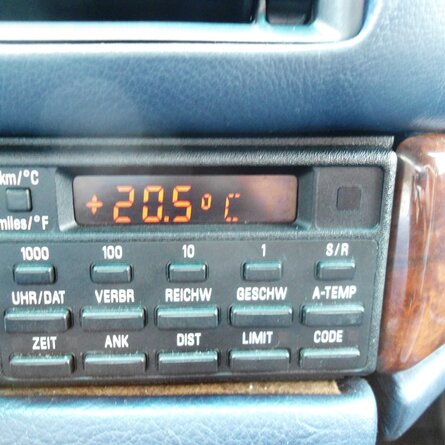 km/°C
+20.5°C
miles/°F
1000 100 10 1 S/R
UHR/DAT VERBR REICHW GESCHW A-TEMP
ZEIT ANK DIST LIMIT CODE